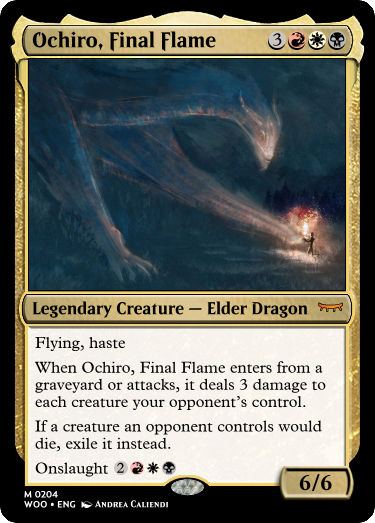 Ochiro, Final Flame 3
Legendary Creature — Elder Dragon
Flying, haste
When Ochiro, Final Flame enters from a
graveyard or attacks, it deals 3 damage to
each creature your opponent's control.
If a creature an opponent controls would
die, exile it instead.
Onslaught 2
6/6
M 0204
WOO • ENG Andrea Caliendi